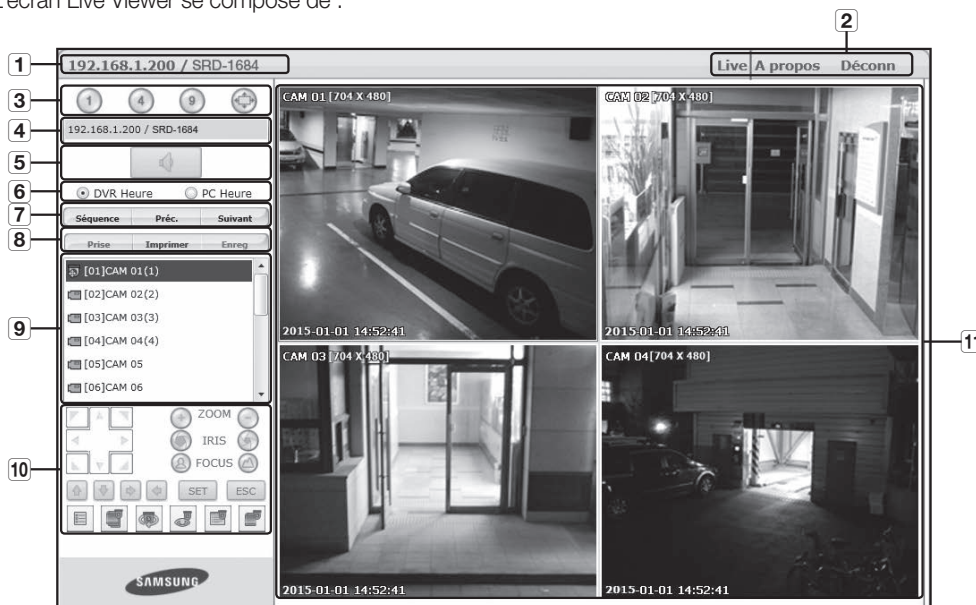 L'écran Live Viewer se compose de :
2
1
192.168.1.200 / SRD-1684
Live A propos Déconn
3
1 4 9
4
192.168.1.200 / SRD-1684
5
6
DVR Heure PC Heure
7
Séquence Préc. Suivant
8
Prise Imprimer Enreg
9
[01]CAM 01(1)
[02]CAM 02(2)
[03]CAM 03(3)
[04]CAM 04(4)
[05]CAM 05
[06]CAM 06
10
ZOOM
IRIS
FOCUS
SET ESC
SAMSUNG
CAM 01 [704 X 480]
2015-01-01 14:52:41
CAM 02 [704 X 480]
2015-01-01 14:52:41
CAM 03 [704 X 480]
2015-01-01 14:52:41
CAM 04[704 X 480]
2015-01-01 14:52:41
11